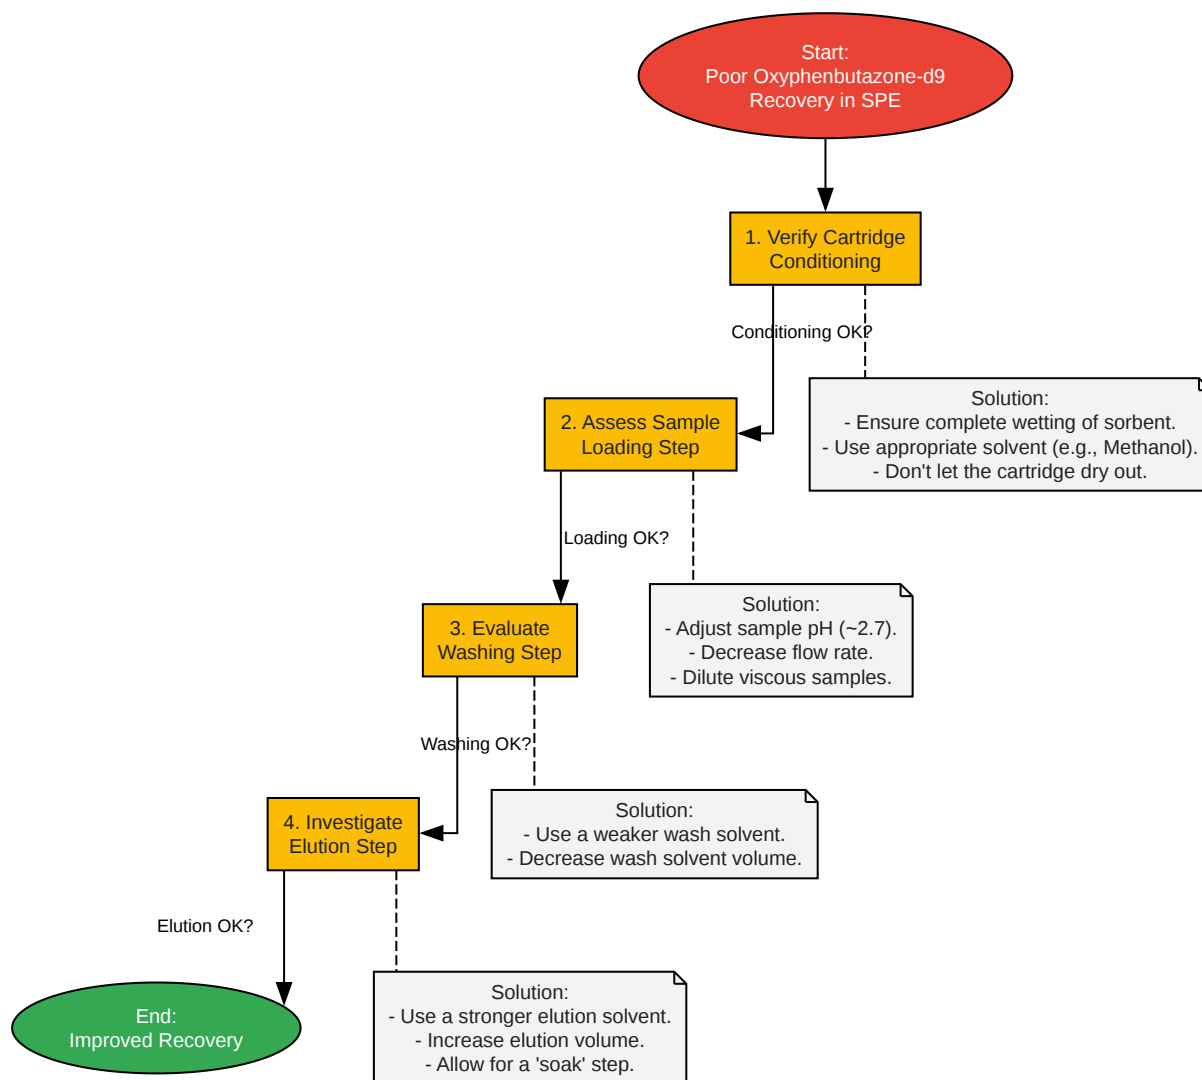 Start:
Poor Oxyphenbutazone-d9
Recovery in SPE
1. Verify Cartridge
Conditioning
Conditioning OK?
Solution:
- Ensure complete wetting of sorbent.
- Use appropriate solvent (e.g., Methanol).
- Don't let the cartridge dry out.
2. Assess Sample
Loading Step
Loading OK?
Solution:
- Adjust sample pH (~2.7).
- Decrease flow rate.
- Dilute viscous samples.
3. Evaluate
Washing Step
Washing OK?
Solution:
- Use a weaker wash solvent.
- Decrease wash solvent volume.
4. Investigate
Elution Step
Elution OK?
Solution:
- Use a stronger elution solvent.
- Increase elution volume.
- Allow for a 'soak' step.
End:
Improved Recovery